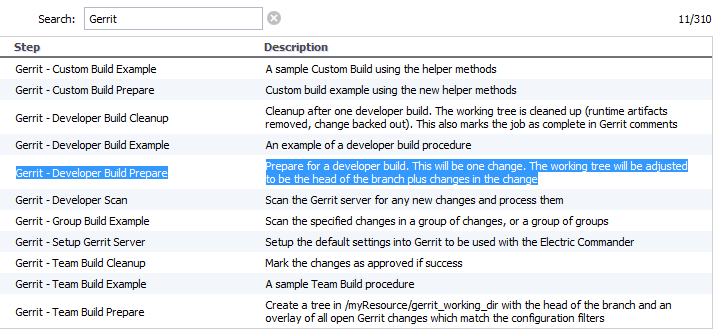 Search: Gerrit 11/310
Step Description
Gerrit - Custom Build Example A sample Custom Build using the helper methods
Gerrit - Custom Build Prepare Custom build example using the new helper methods
Gerrit - Developer Build Cleanup Cleanup after one developer build. The working tree is cleaned up (runtime artifacts
removed, change backed out). This also marks the job as complete in Gerrit comments
Gerrit - Developer Build Example An example of a developer build procedure
Gerrit - Developer Build Prepare Prepare for a developer build. This will be one change. The working tree will be adjusted
to be the head of the branch plus changes in the change
Gerrit - Developer Scan Scan the Gerrit server for any new changes and process them
Gerrit - Group Build Example Scan the specified changes in a group of changes, or a group of groups
Gerrit - Setup Gerrit Server Setup the default settings into Gerrit to be used with the Electric Commander
Gerrit - Team Build Cleanup Mark the changes as approved if success
Gerrit - Team Build Example A sample Team Build procedure
Gerrit - Team Build Prepare Create a tree in /myResource/gerrit_working_dir with the head of the branch and an
overlay of all open Gerrit changes which match the configuration filters